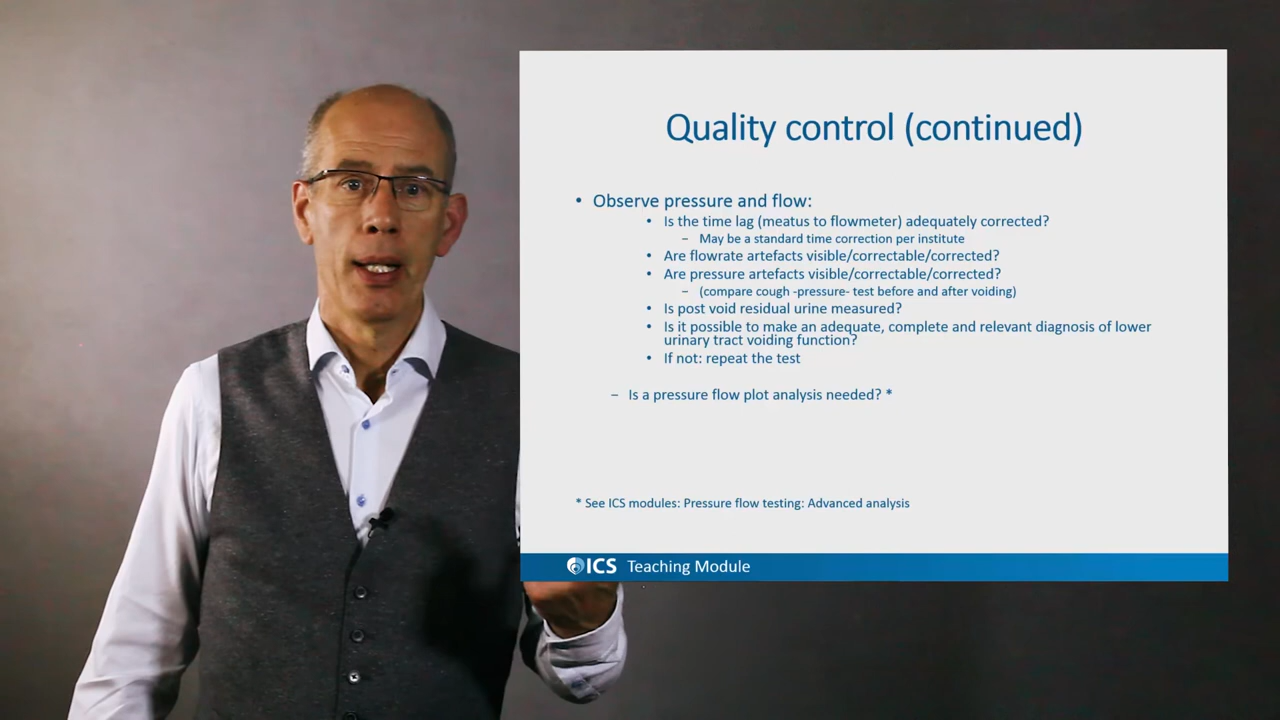 Quality control (continued)
• Observe pressure and flow:
• Is the time lag (meatus to flowmeter) adequately corrected?
– May be a standard time correction per institute
• Are flowrate artefacts visible/correctable/corrected?
• Are pressure artefacts visible/correctable/corrected?
– (compare cough -pressure- test before and after voiding)
• Is post void residual urine measured?
• Is it possible to make an adequate, complete and relevant diagnosis of lower
urinary tract voiding function?
• If not: repeat the test
– Is a pressure flow plot analysis needed? *
* See ICS modules: Pressure flow testing: Advanced analysis
ICS Teaching Module